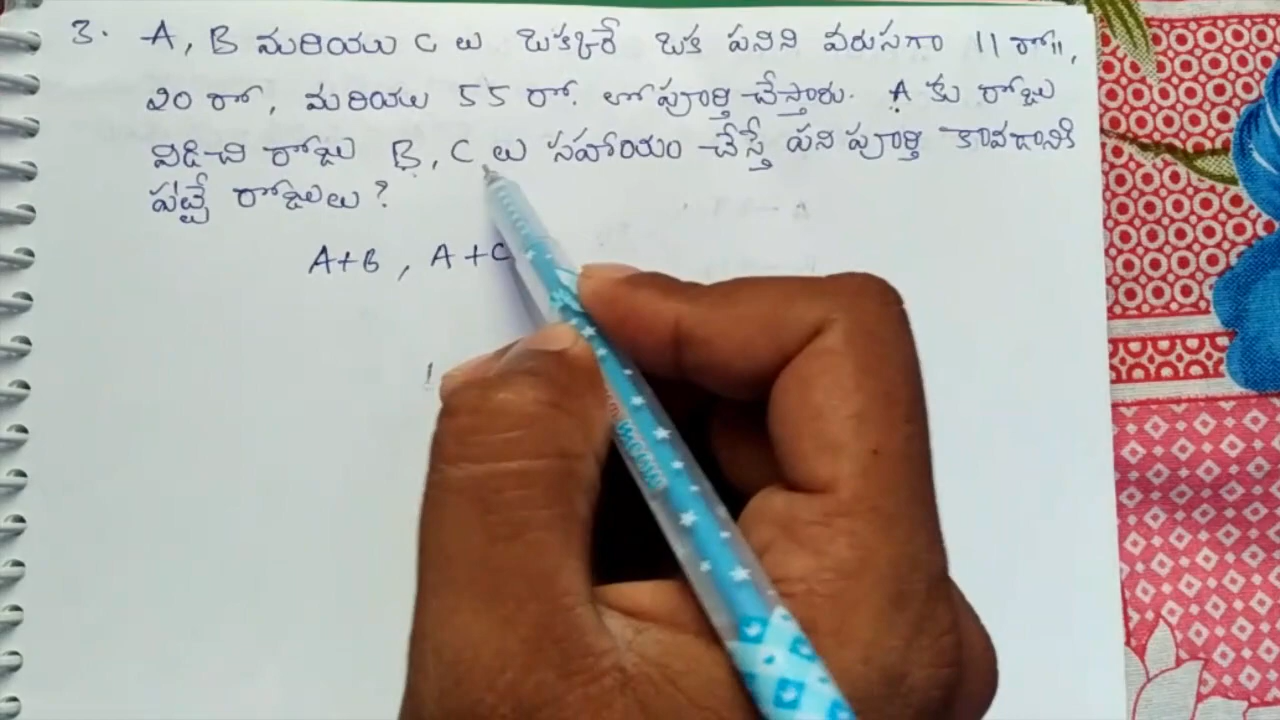 3. A, B మరియు C లు ఒక్కరే ఒక పనిని వరుసగా 11 రో॥,
20 రో, మరియు 55 రో. లో పూర్తి చేస్తారు. A కు రోజు
విడిచి రోజు B, C లు సహాయం చేస్తే పని పూర్తి కావడానికి
పట్టే రోజులు?
A+B , A+C